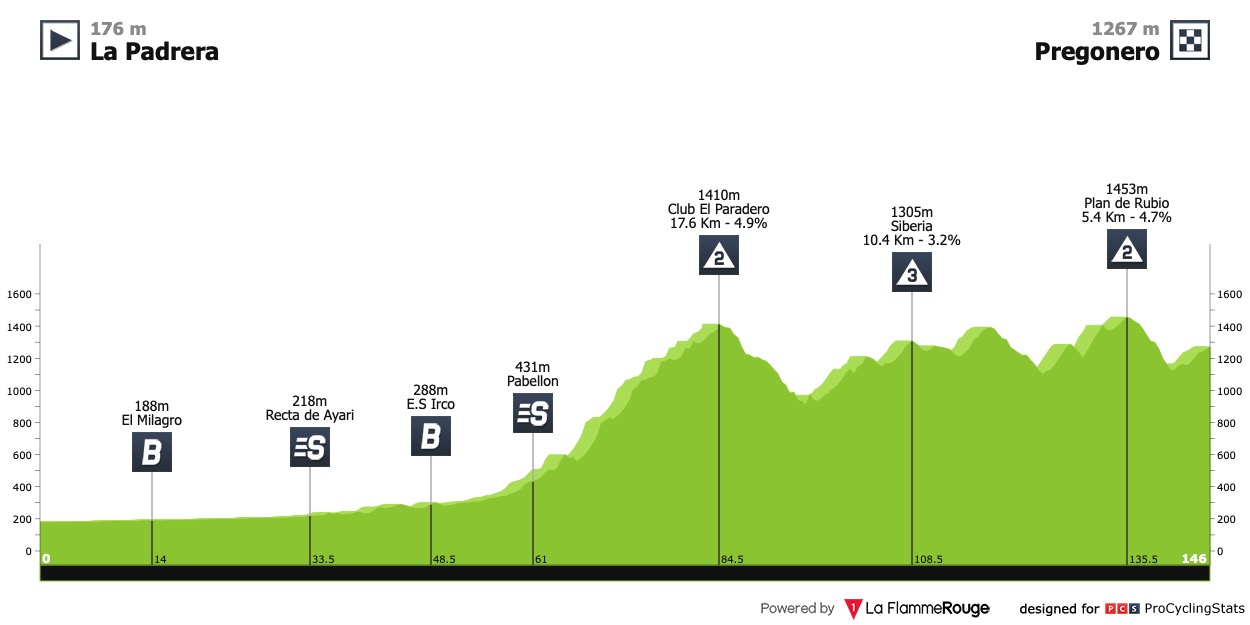 176 m
La Padrera
1267 m
Pregonero
1410m
Club El Paradero
17.6 Km - 4.9%
2
1305m
Siberia
10.4 Km - 3.2%
3
1453m
Plan de Rubio
5.4 Km - 4.7%
2
431m
Pabellon
S
288m
E.S Irco
B
218m
Recta de Ayari
S
188m
El Milagro
B
1600 1600
1400 1400
1200 1200
1000 1000
800 800
600 600
400 400
200 200
0 0
0 14 33.5 48.5 61 84.5 108.5 135.5 146
Powered by 1 La FlammeRouge designed for PCS ProCyclingStats